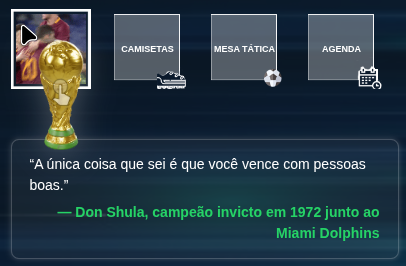 CAMISETAS
MESA TÁTICA
AGENDA
“A única coisa que sei é que você vence com pessoas
boas.”
— Don Shula, campeão invicto em 1972 junto ao
Miami Dolphins